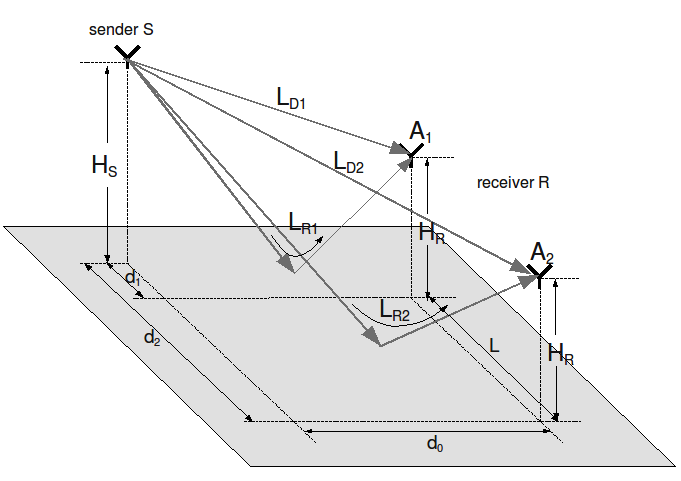 sender S
L_D1
A_1
H_S
L_D2
receiver R
L_R1
H_R
A_2
d_1
L_R2
d_2
L
H_R
d_0